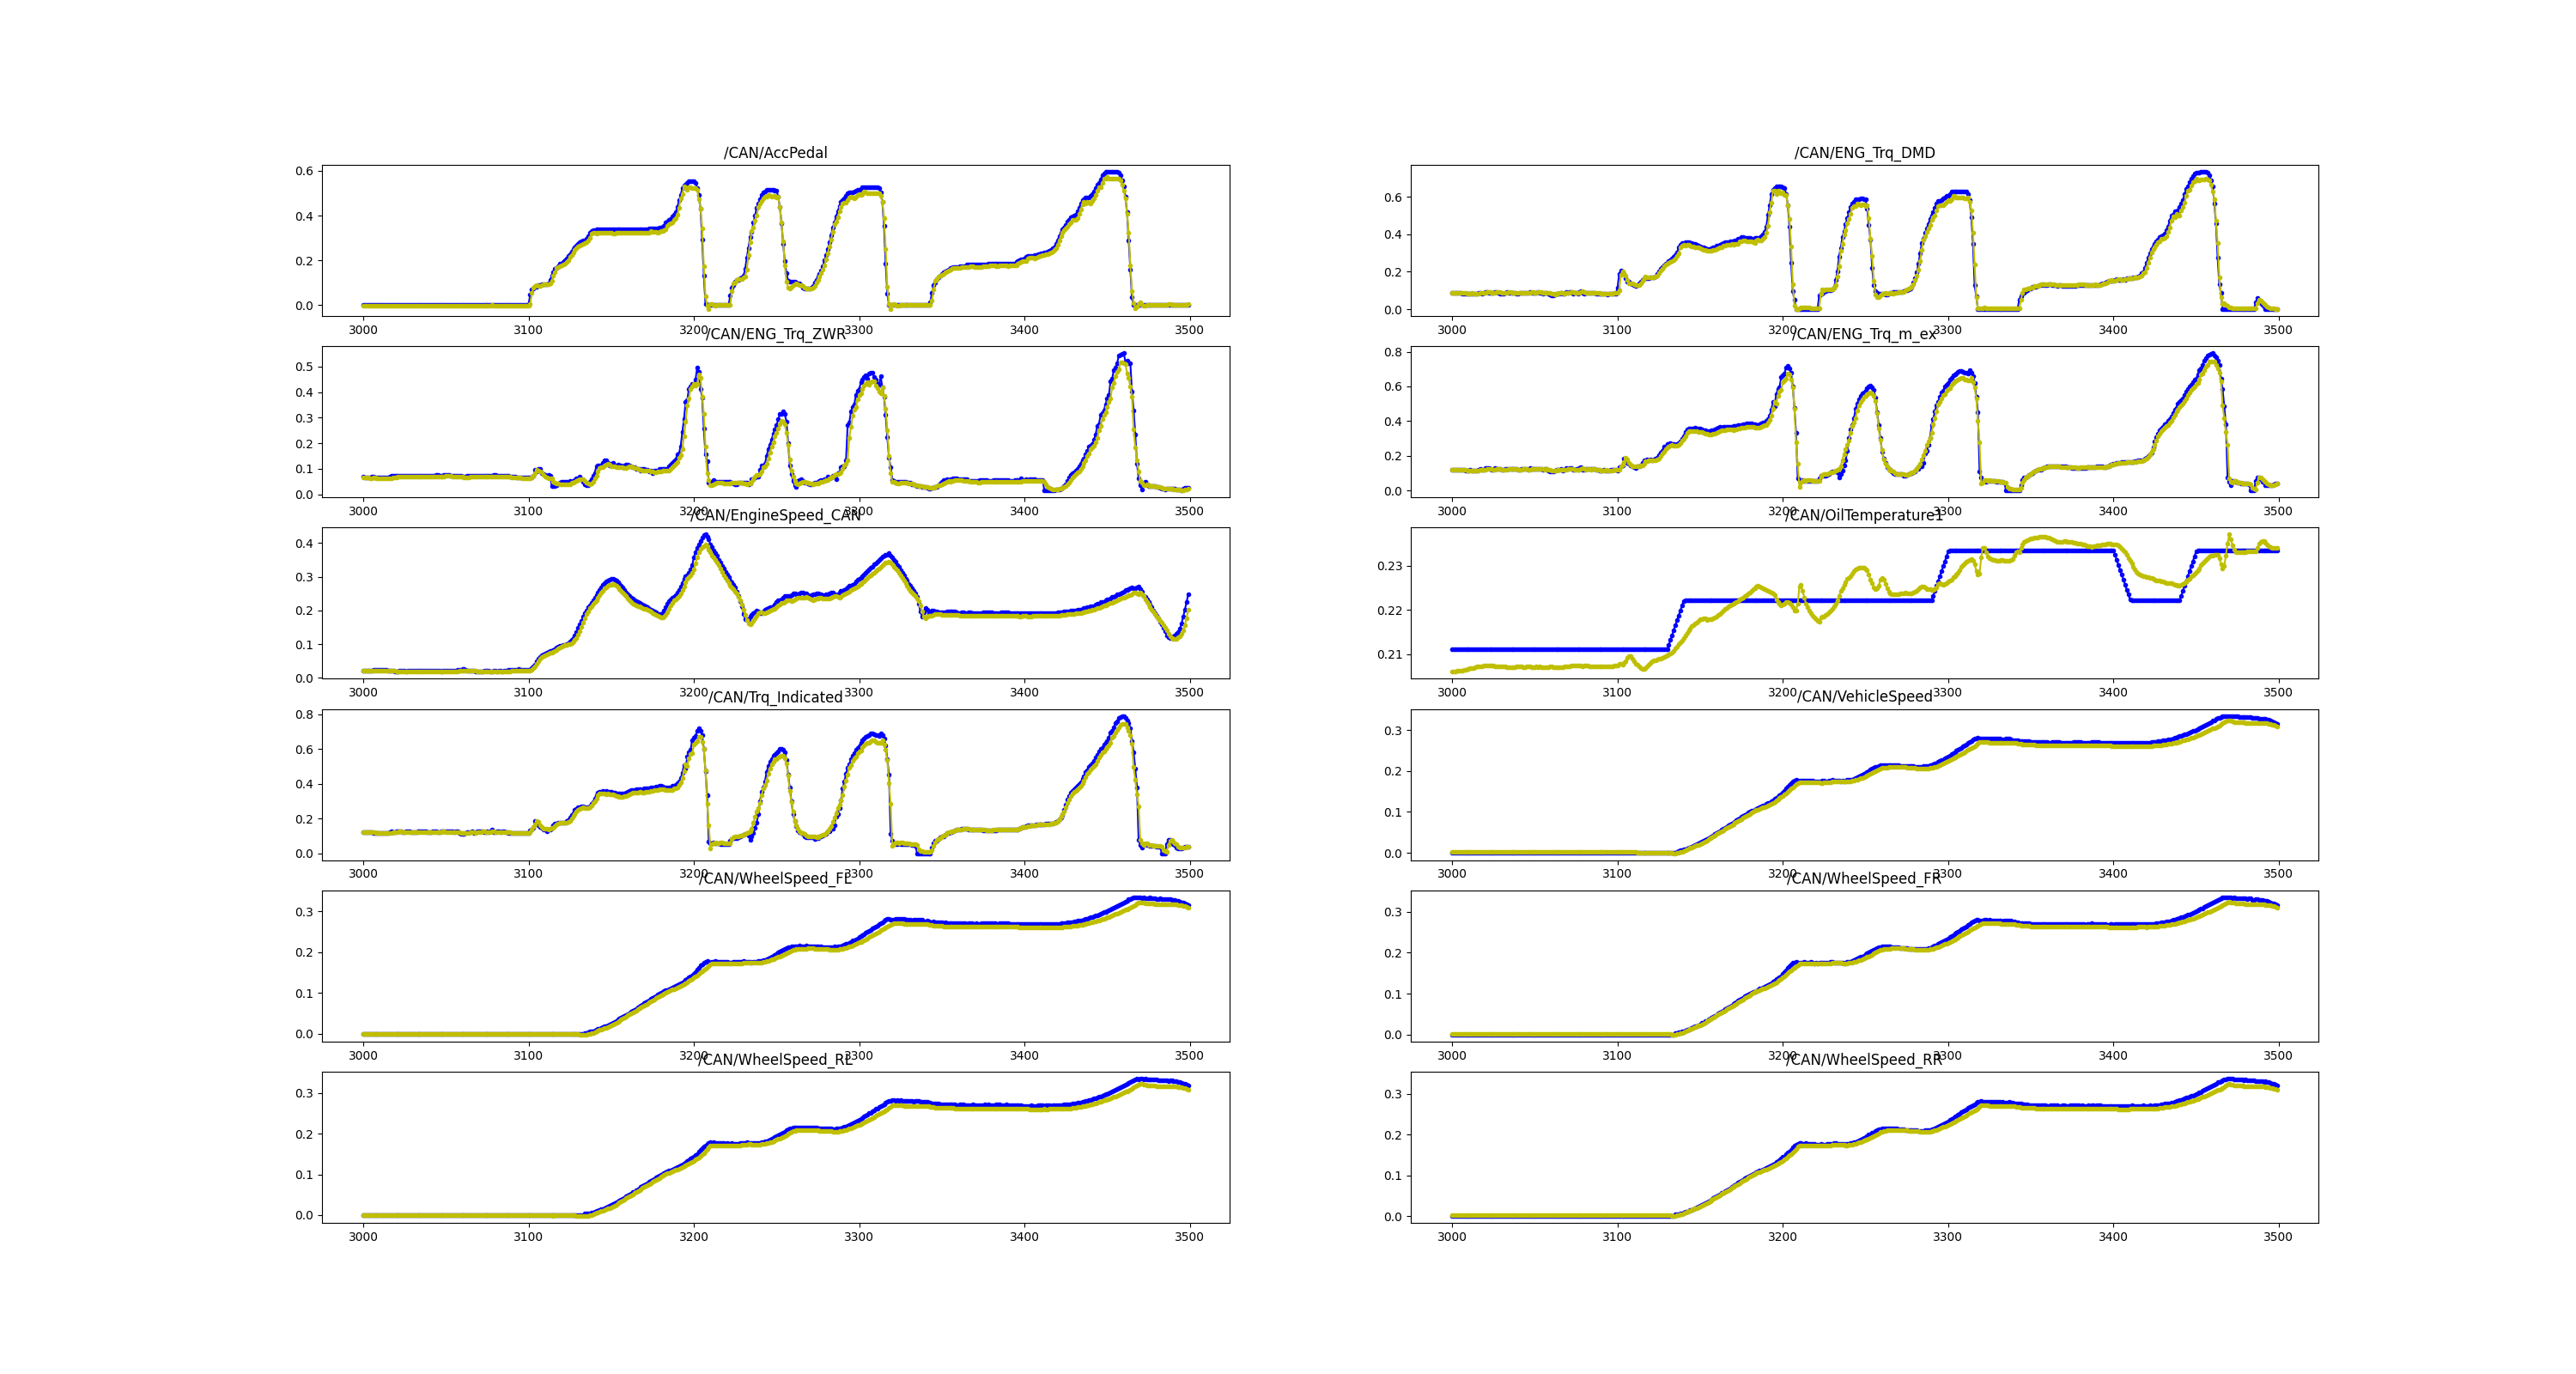 /CAN/AccPedal
0.6
0.4
0.2
0.0
3000 3100 3200 3300 3400 3500
/CAN/ENG_Trq_DMD
0.6
0.4
0.2
0.0
3000 3100 3200 3300 3400 3500
/CAN/ENG_Trq_ZWR
0.5
0.4
0.3
0.2
0.1
0.0
3000 3100 3200 3300 3400 3500
/CAN/ENG_Trq_m_ex
0.8
0.6
0.4
0.2
0.0
3000 3100 3200 3300 3400 3500
/CAN/EngineSpeed_CAN
0.4
0.3
0.2
0.1
0.0
3000 3100 3200 3300 3400 3500
/CAN/OilTemperature1
0.23
0.22
0.21
3000 3100 3200 3300 3400 3500
/CAN/Trq_Indicated
0.8
0.6
0.4
0.2
0.0
3000 3100 3200 3300 3400 3500
/CAN/VehicleSpeed
0.3
0.2
0.1
0.0
3000 3100 3200 3300 3400 3500
/CAN/WheelSpeed_FL
0.3
0.2
0.1
0.0
3000 3100 3200 3300 3400 3500
/CAN/WheelSpeed_FR
0.3
0.2
0.1
0.0
3000 3100 3200 3300 3400 3500
/CAN/WheelSpeed_RL
0.3
0.2
0.1
0.0
3000 3100 3200 3300 3400 3500
/CAN/WheelSpeed_RR
0.3
0.2
0.1
0.0
3000 3100 3200 3300 3400 3500